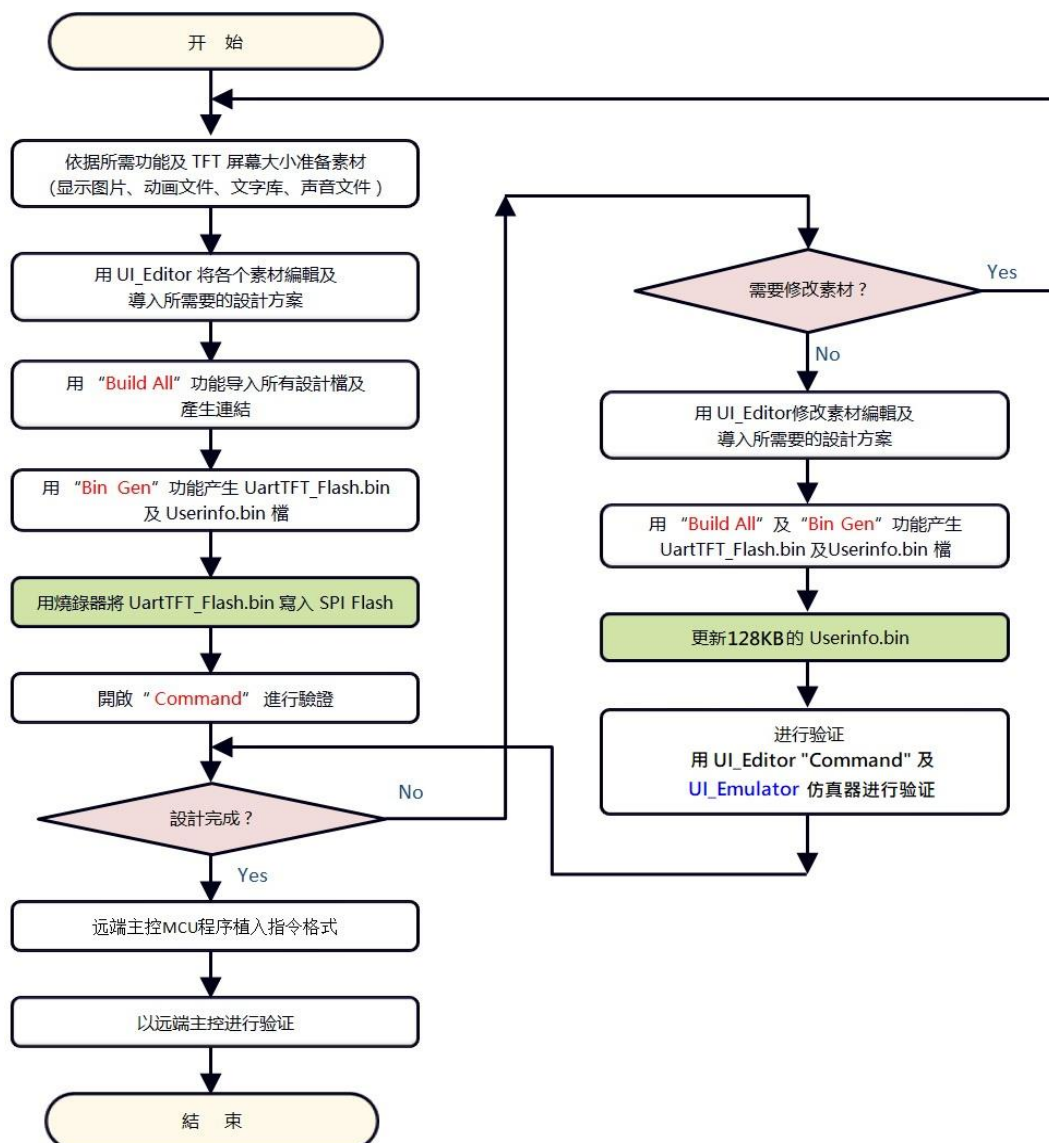 开 始
依据所需功能及 TFT 屏幕大小准备素材
(显示图片、动画文件、文字库、声音文件 )
用 UI_Editor 将各个素材編輯及
導入所需要的設計方案
用 “Build All” 功能导入所有設計檔及
產生連結
用 “Bin Gen” 功能产生 UartTFT_Flash.bin
及 Userinfo.bin 檔
用燒錄器將 UartTFT_Flash.bin 寫入 SPI Flash
開啟 “ Command” 進行驗證
設計完成？
No
Yes
远端主控MCU程序植入指令格式
以远端主控进行验证
結 束
需要修改素材？
Yes
No
用 UI_Editor修改素材編輯及
導入所需要的設計方案
用 “Build All” 及 “Bin Gen” 功能产生
UartTFT_Flash.bin 及Userinfo.bin 檔
更新128KB的 Userinfo.bin
进行验证
用 UI_Editor "Command" 及
UI_Emulator 仿真器进行验证